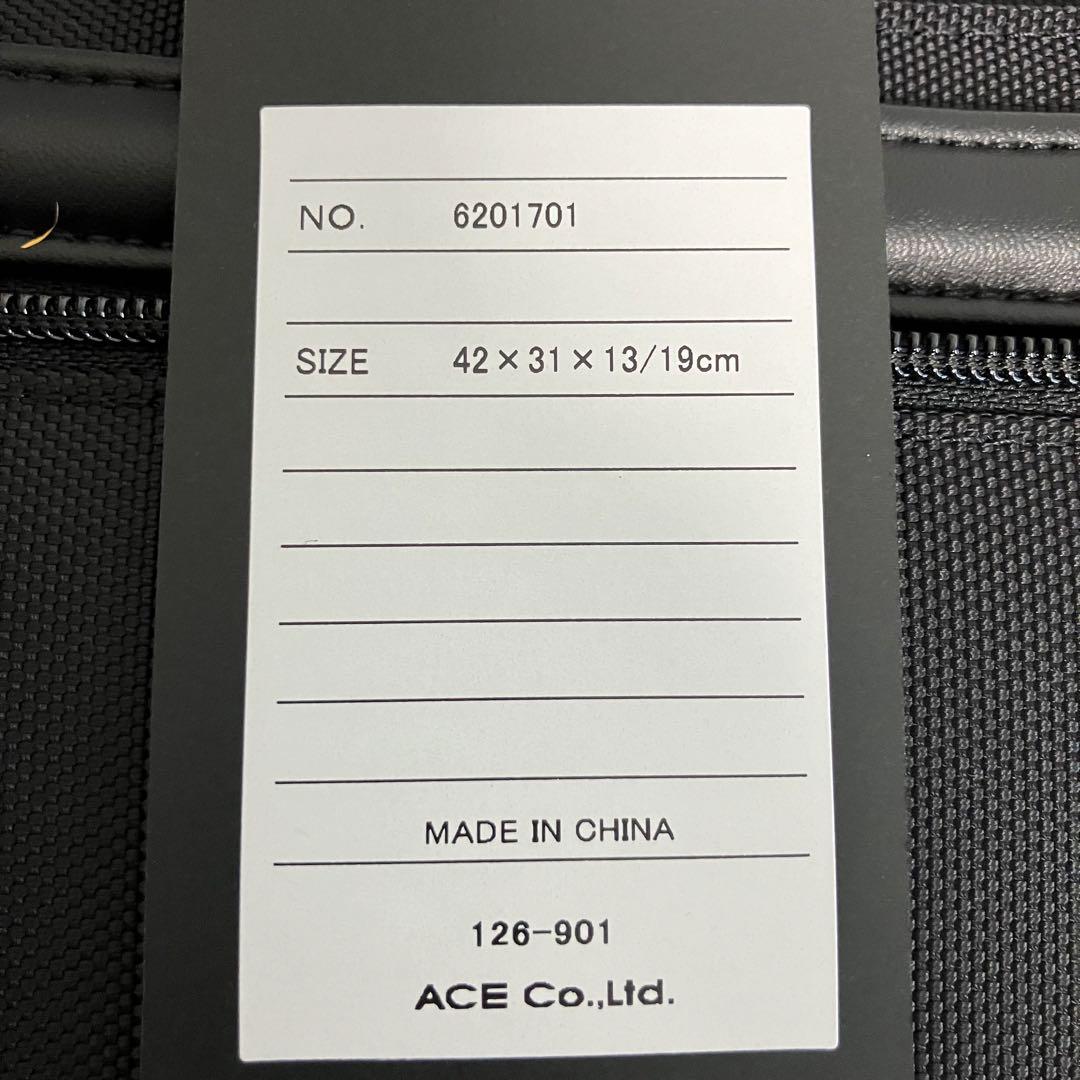 NO. 6201701
SIZE 42×31×13/19cm
MADE IN CHINA
126-901
ACE Co.,Ltd.